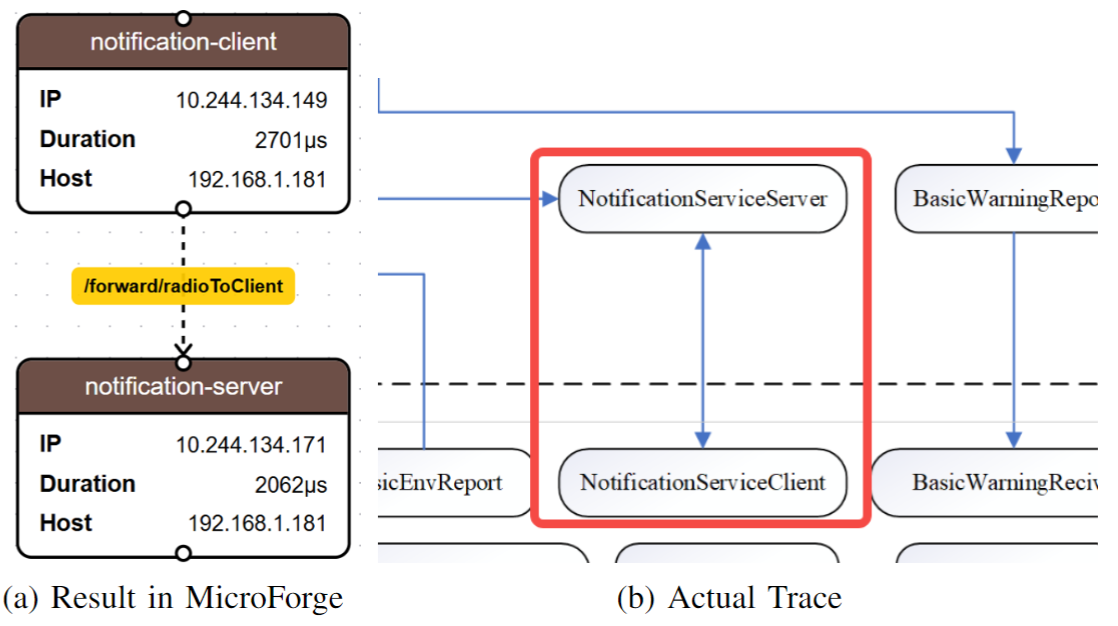 notification-client
IP 10.244.134.149
Duration 2701µs
Host 192.168.1.181
/forward/radioToClient
notification-server
IP 10.244.134.171
Duration 2062µs
Host 192.168.1.181
(a) Result in MicroForge
NotificationServiceServer
BasicWarningRepo
sicEnvReport
NotificationServiceClient
BasicWarningReciv
(b) Actual Trace